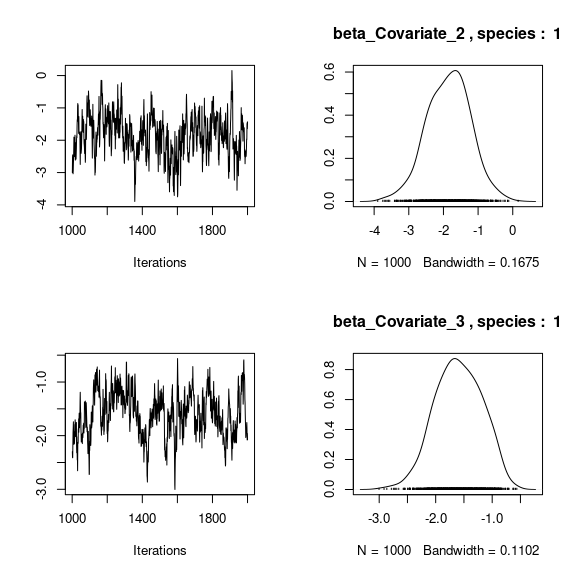 beta_Covariate_2 , species : 1
0
-1
-2
-3
-4
1000 1400 1800
Iterations
0.6
0.4
0.2
0.0
-4 -3 -2 -1 0
N = 1000 Bandwidth = 0.1675
beta_Covariate_3 , species : 1
-1.0
-2.0
-3.0
1000 1400 1800
Iterations
0.8
0.6
0.4
0.2
0.0
-3.0 -2.0 -1.0
N = 1000 Bandwidth = 0.1102